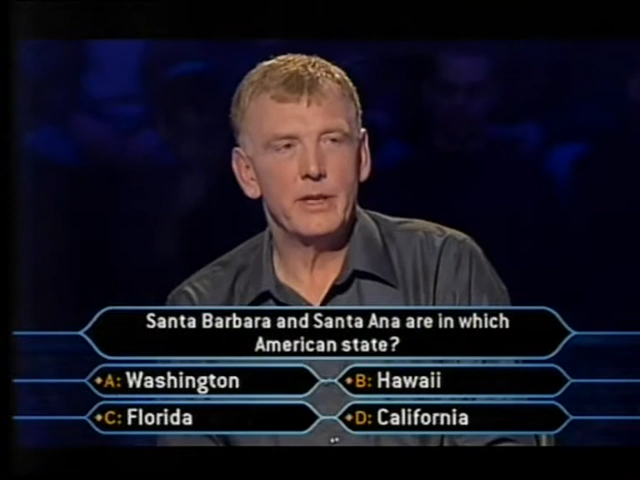 Santa Barbara and Santa Ana are in which
American state?
A: Washington
B: Hawaii
C: Florida
D: California